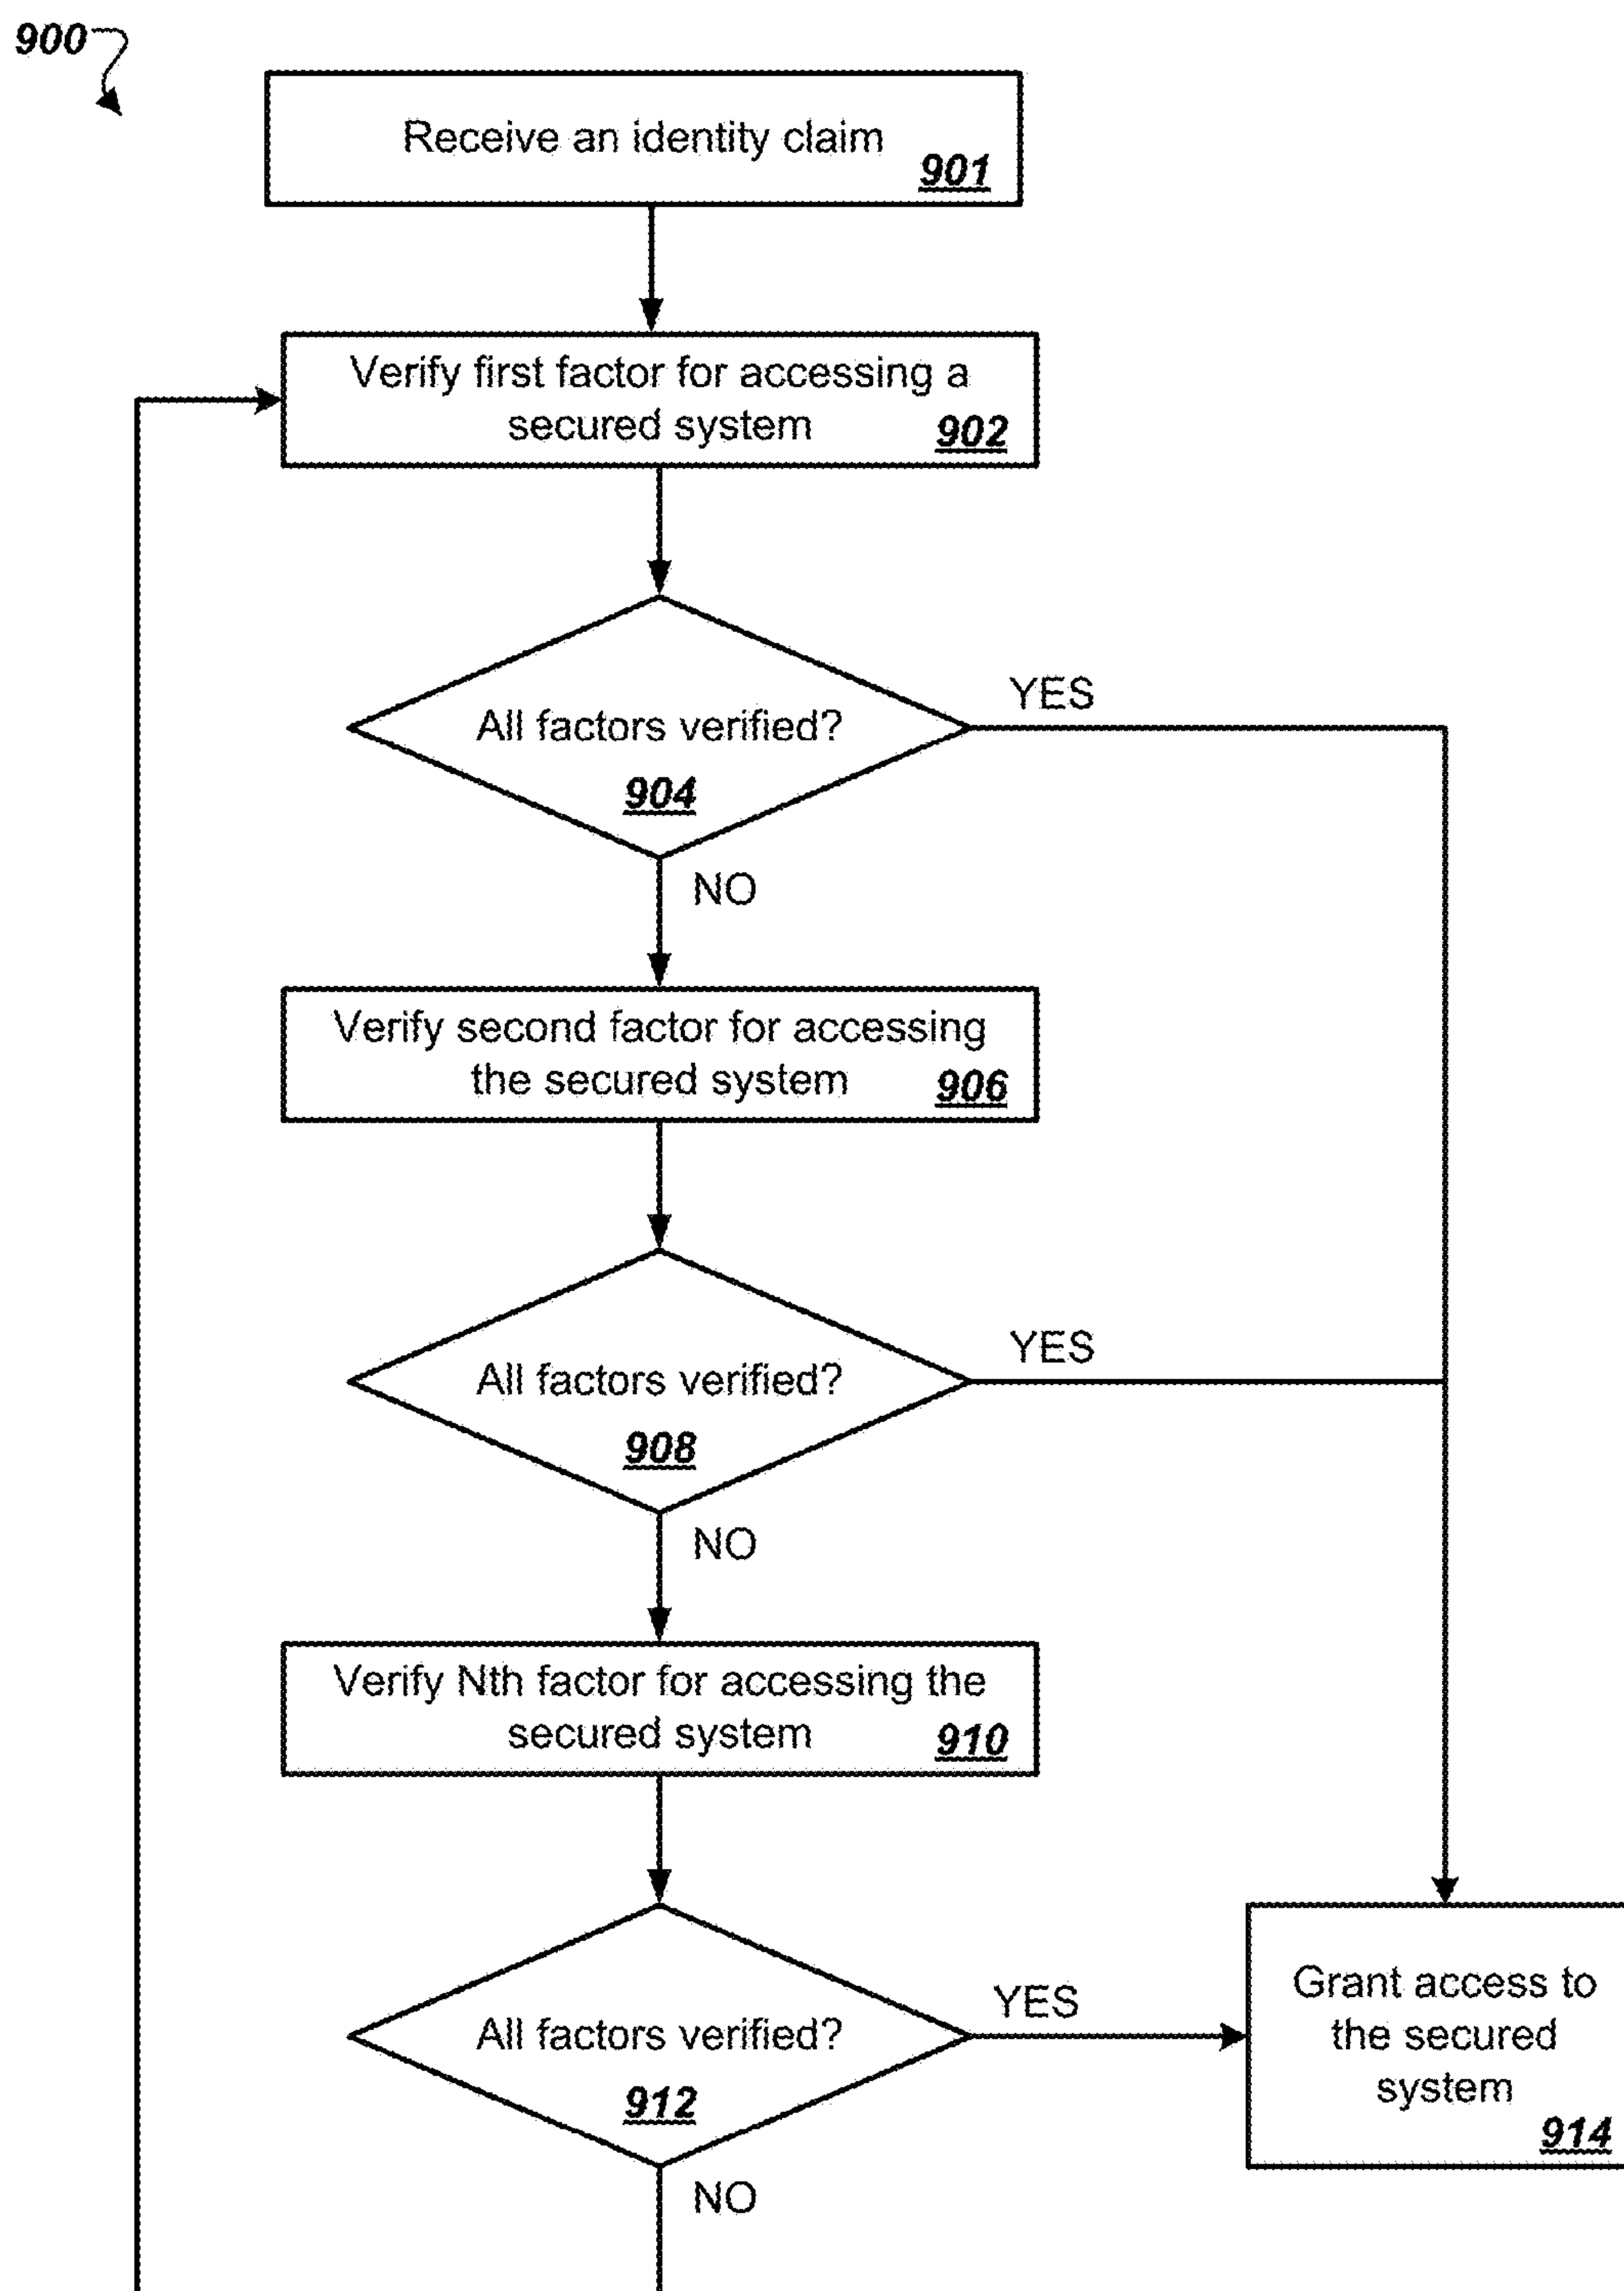 900
Receive an identity claim
901
Verify first factor for accessing a
secured system
902
All factors verified?
904
YES
NO
Verify second factor for accessing
the secured system
906
All factors verified?
908
YES
NO
Verify Nth factor for accessing the
secured system
910
All factors verified?
912
YES
NO
Grant access to
the secured
system
914